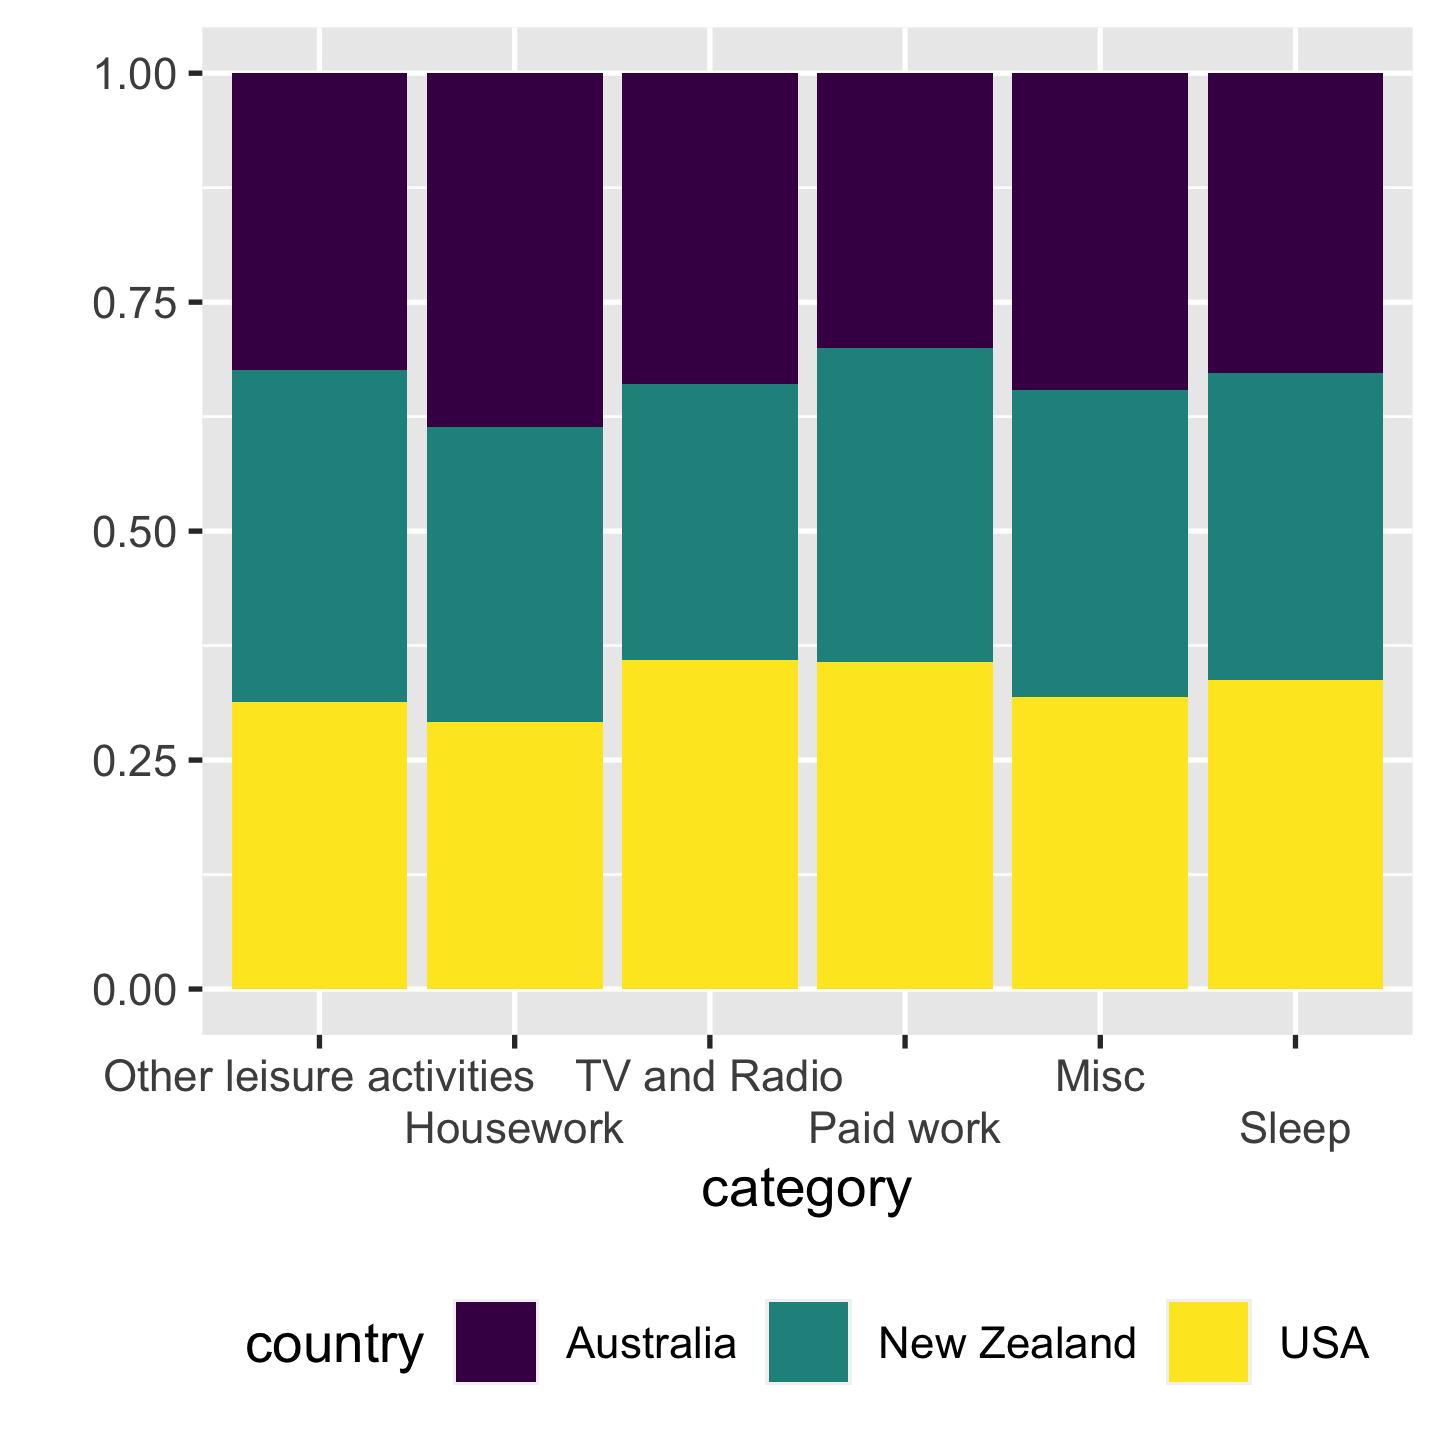 1.00
0.75
0.50
0.25
0.00
Other leisure activities TV and Radio Misc
Housework Paid work Sleep
category
country Australia New Zealand USA